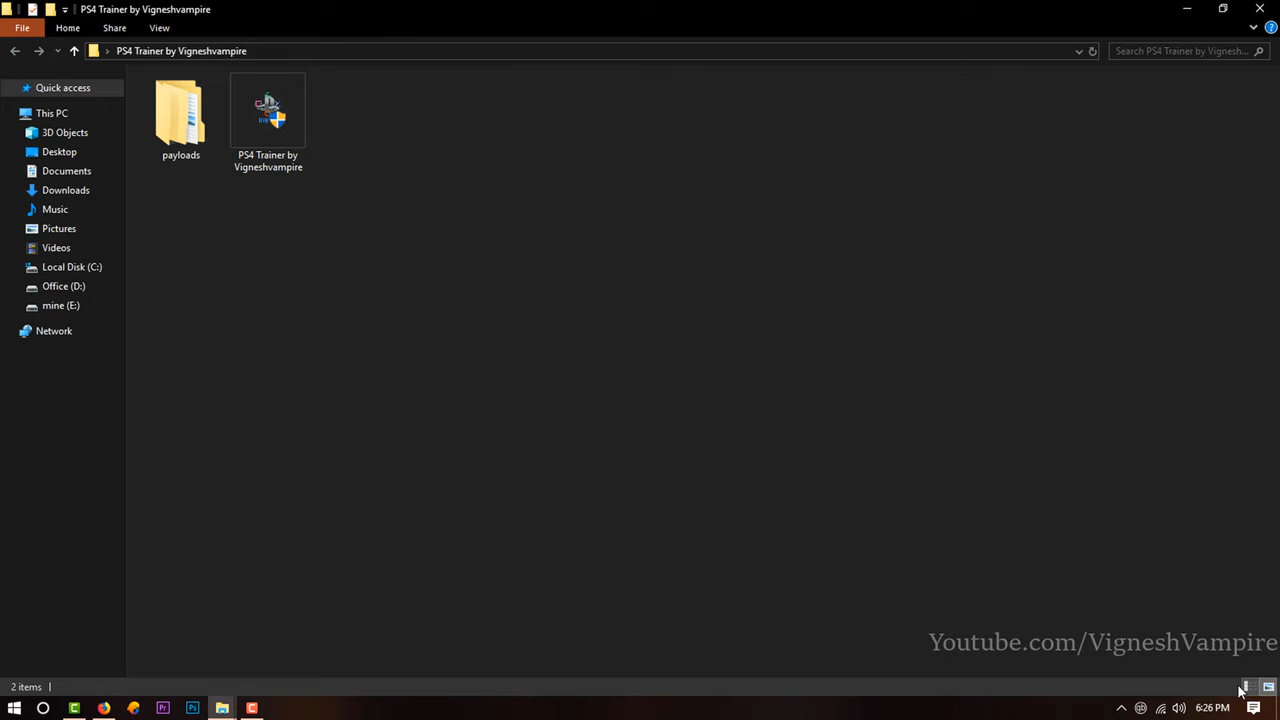 PS4 Trainer by Vigneshvampire
File
Home
Share
View
PS4 Trainer by Vigneshvampire
Search PS4 Trainer by Vignesh...
Quick access
This PC
3D Objects
Desktop
Documents
Downloads
Music
Pictures
Videos
Local Disk (C:)
Office (D:)
mine (E:)
Network
payloads
PS4 Trainer by
Vigneshvampire
Youtube.com/VigneshVampire
2 items
Pr
Ps
6:26 PM